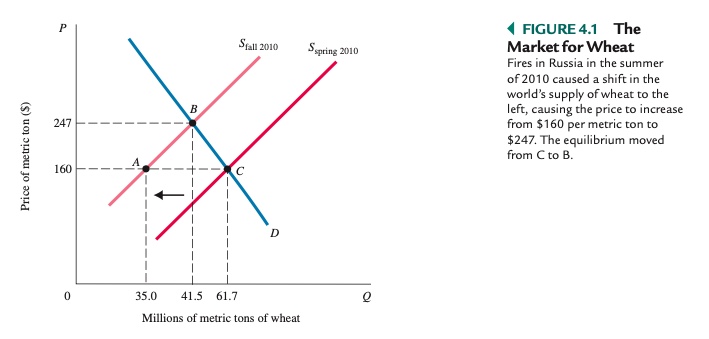 P
S fall 2010
S spring 2010
B
247
A
160
C
D
Price of metric ton ($)
0
35.0
41.5
61.7
Q
Millions of metric tons of wheat
◀ FIGURE 4.1 The
Market for Wheat
Fires in Russia in the summer
of 2010 caused a shift in the
world's supply of wheat to the
left, causing the price to increase
from $160 per metric ton to
$247. The equilibrium moved
from C to B.